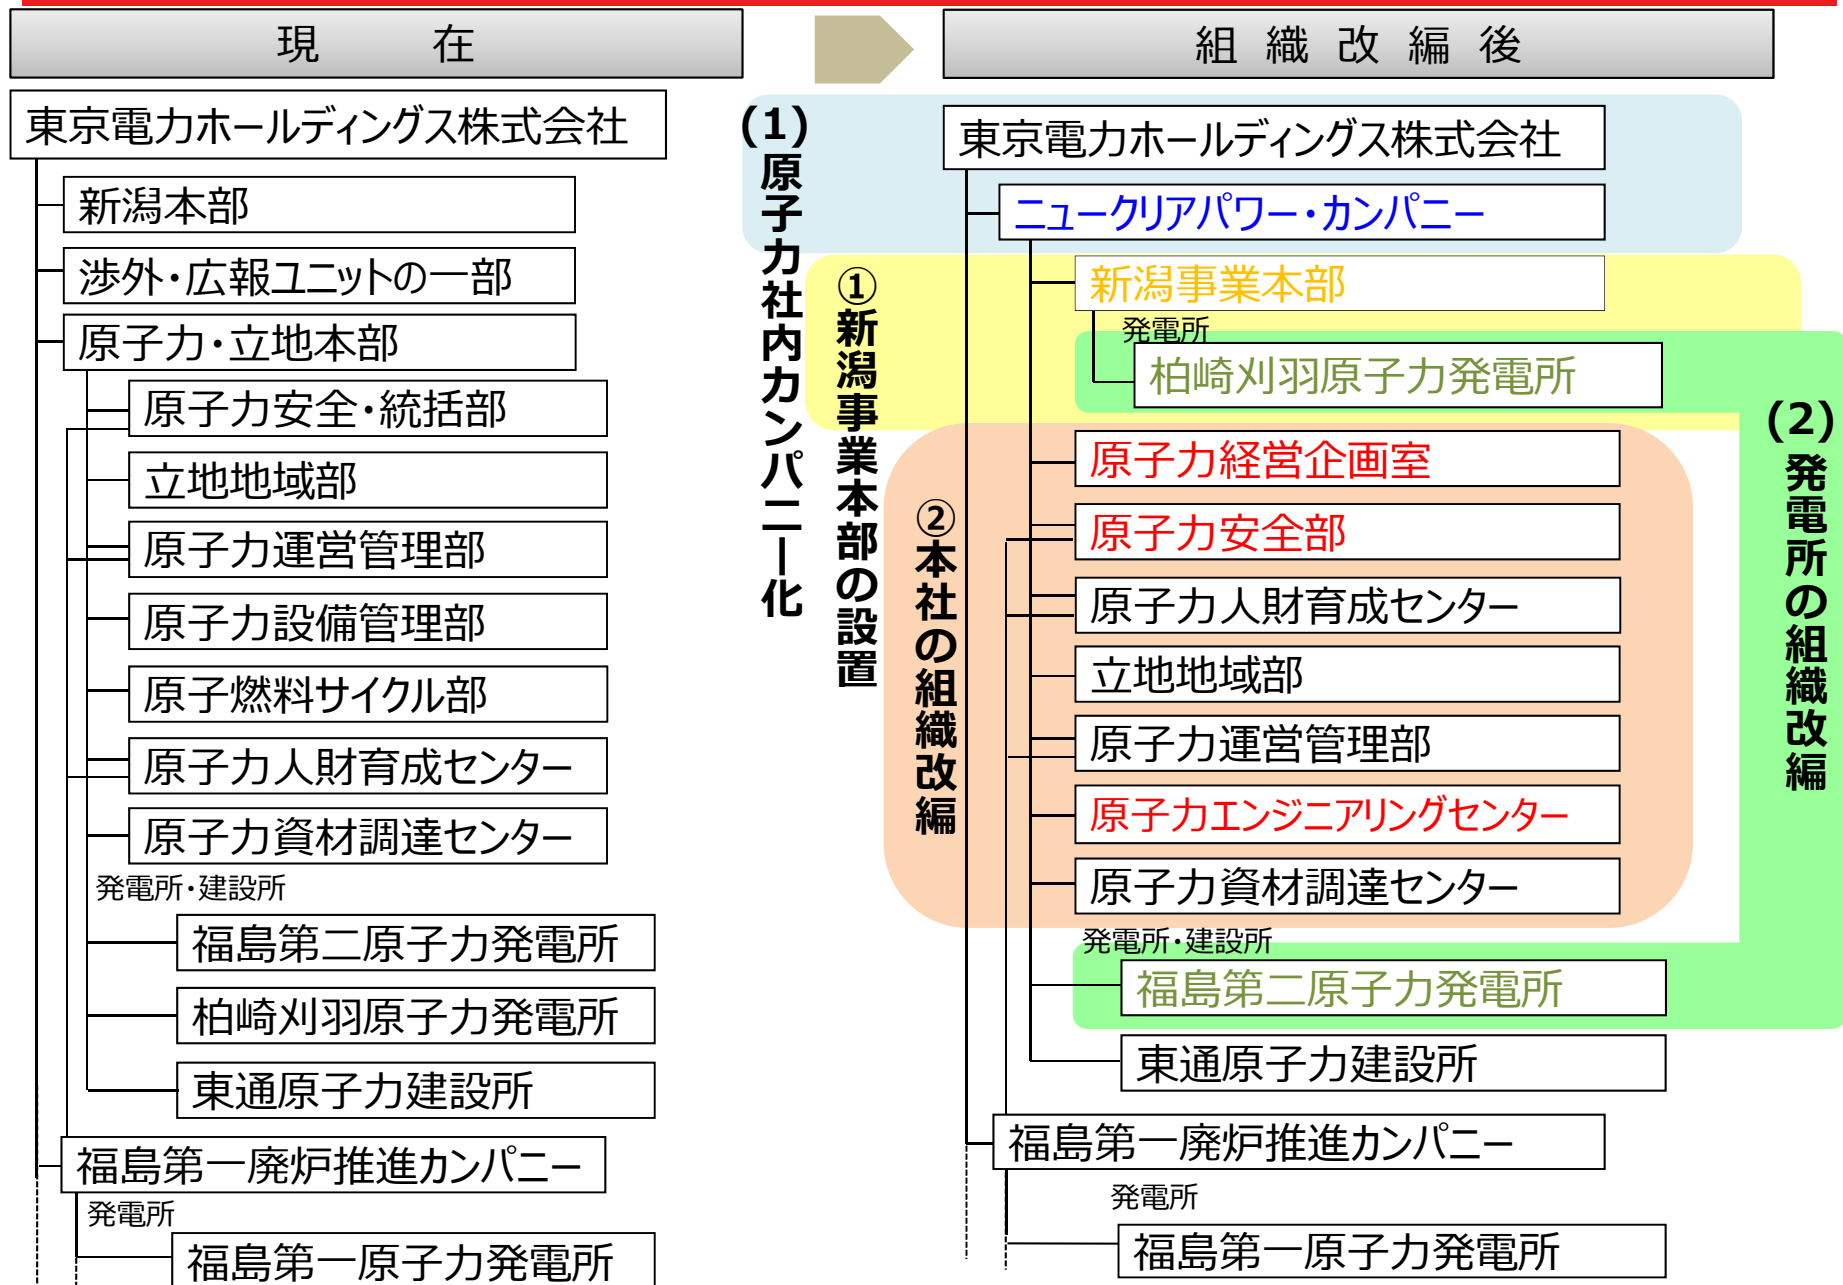 現 在
東京電力ホールディングス株式会社
新潟本部
渉外・広報ユニットの一部
原子力・立地本部
原子力安全・統括部
立地地域部
原子力運営管理部
原子力設備管理部
原子燃料サイクル部
原子力人財育成センター
原子力資材調達センター
発電所・建設所
福島第二原子力発電所
柏崎刈羽原子力発電所
東通原子力建設所
福島第一廃炉推進カンパニー
発電所
福島第一原子力発電所
組 織 改 編 後
(1)原子力社内カンパニー化
東京電力ホールディングス株式会社
ニュークリアパワー・カンパニー
①新潟事業本部の設置
新潟事業本部
発電所
柏崎刈羽原子力発電所
②本社の組織改編
原子力経営企画室
原子力安全部
原子力人財育成センター
立地地域部
原子力運営管理部
原子力エンジニアリングセンター
原子力資材調達センター
(2)発電所の組織改編
発電所・建設所
福島第二原子力発電所
東通原子力建設所
福島第一廃炉推進カンパニー
発電所
福島第一原子力発電所